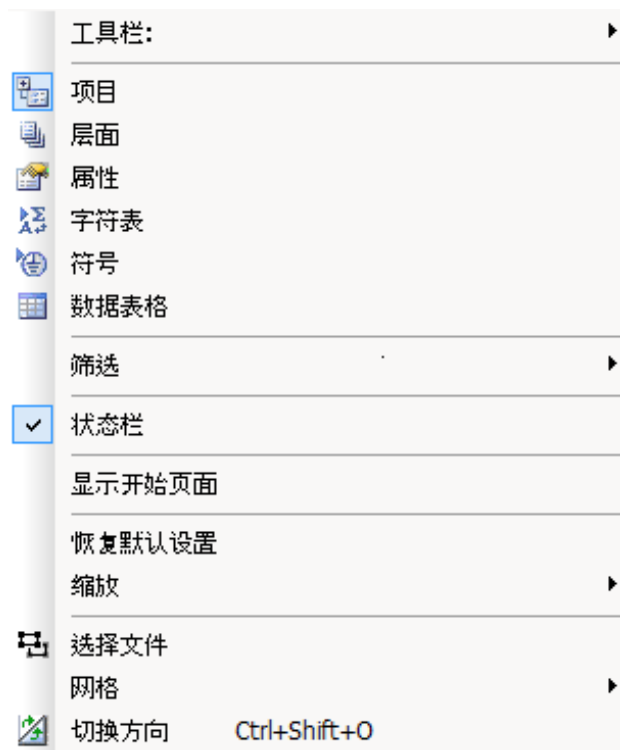 工具栏:
项目
层面
属性
字符表
符号
数据表格
筛选
状态栏
显示开始页面
恢复默认设置
缩放
选择文件
网格
切换方向 Ctrl+Shift+O